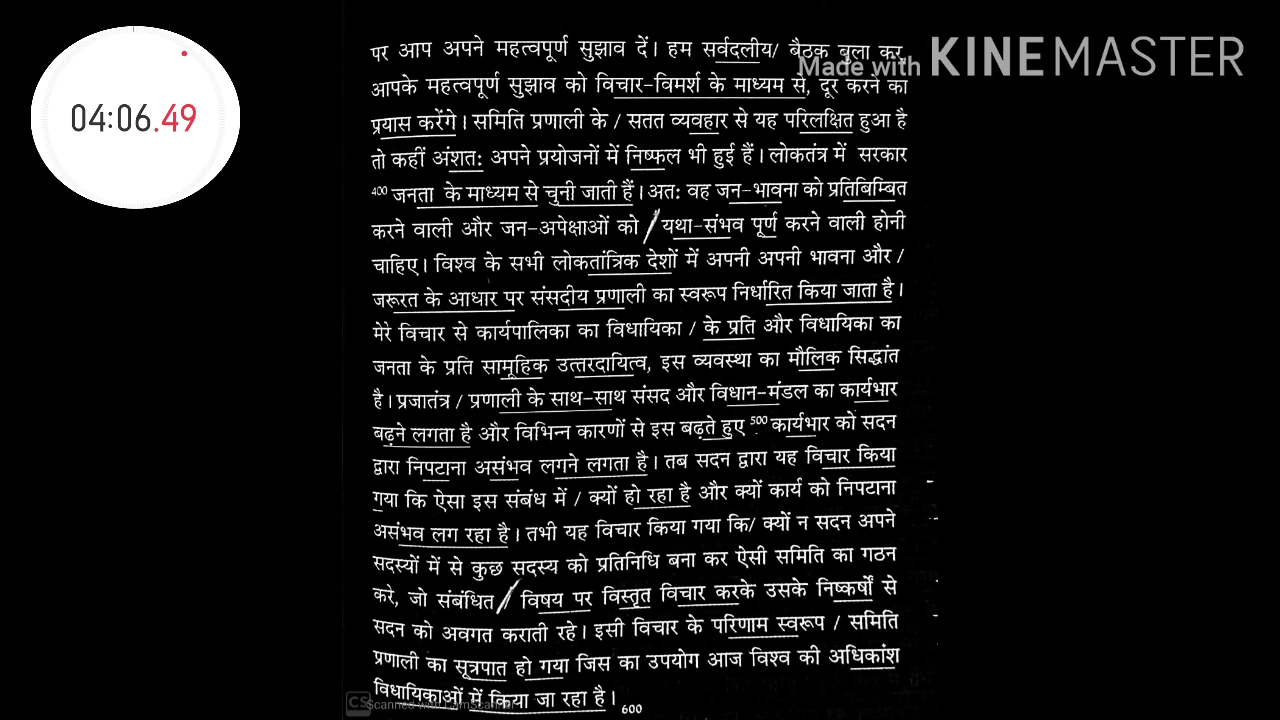 04:06.49
Made with KINEMASTER
पर आप अपने महत्वपूर्ण सुझाव दें। हम सर्वदलीय/ बैठक बुला कर,
आपके महत्वपूर्ण सुझाव को विचार-विमर्श के माध्यम से, दूर करने का
प्रयास करेंगे। समिति प्रणाली के / सतत व्यवहार से यह परिलक्षित हुआ है
तो कहीं अंशत: अपने प्रयोजनों में निष्फल भी हुई हैं। लोकतंत्र में सरकार
400 जनता के माध्यम से चुनी जाती हैं। अत: वह जन-भावना को प्रतिबिम्बित
करने वाली और जन-अपेक्षाओं को / यथा-संभव पूर्ण करने वाली होनी
चाहिए। विश्व के सभी लोकतांत्रिक देशों में अपनी अपनी भावना और /
जरूरत के आधार पर संसदीय प्रणाली का स्वरूप निर्धारित किया जाता है।
मेरे विचार से कार्यपालिका का विधायिका / के प्रति और विधायिका का
जनता के प्रति सामूहिक उत्तरदायित्व, इस व्यवस्था का मौलिक सिद्धांत
है। प्रजातंत्र / प्रणाली के साथ-साथ संसद और विधान-मंडल का कार्यभार
बढ़ने लगता है और विभिन्न कारणों से इस बढ़ते हुए 500 कार्यभार को सदन
द्वारा निपटाना असंभव लगने लगता है। तब सदन द्वारा यह विचार किया
गया कि ऐसा इस संबंध में / क्यों हो रहा है और क्यों कार्य को निपटाना
असंभव लग रहा है। तभी यह विचार किया गया कि/ क्यों न सदन अपने
सदस्यों में से कुछ सदस्य को प्रतिनिधि बना कर ऐसी समिति का गठन
करे, जो संबंधित / विषय पर विस्तृत विचार करके उसके निष्कर्षों से
सदन को अवगत कराती रहे। इसी विचार के परिणाम स्वरूप / समिति
प्रणाली का सूत्रपात हो गया जिस का उपयोग आज विश्व की अधिकांश
विधायिकाओं में किया जा रहा है। 600
CS Scanned with CamScanner